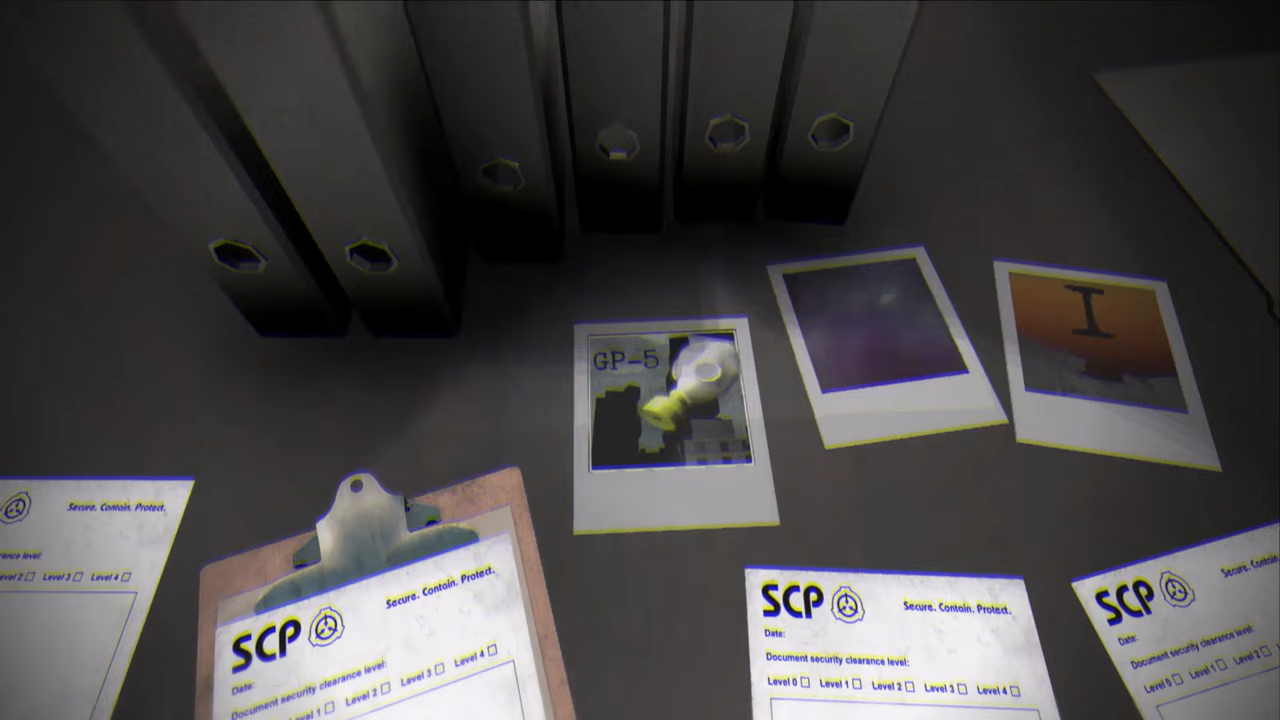 GP-5
I
Secure. Contain. Protect.
level:
Level 2 Level 3 Level 4
SCP
Secure. Contain. Protect.
Date:
Document security clearance level:
Level 1 Level 2 Level 3 Level 4
SCP
Secure. Contain. Protect.
Date:
Document security clearance level:
Level 0 Level 1 Level 2 Level 3 Level 4
SCP
Secure. Conta
Date:
Document security clearance level:
Level 0 Level 1 Level 2